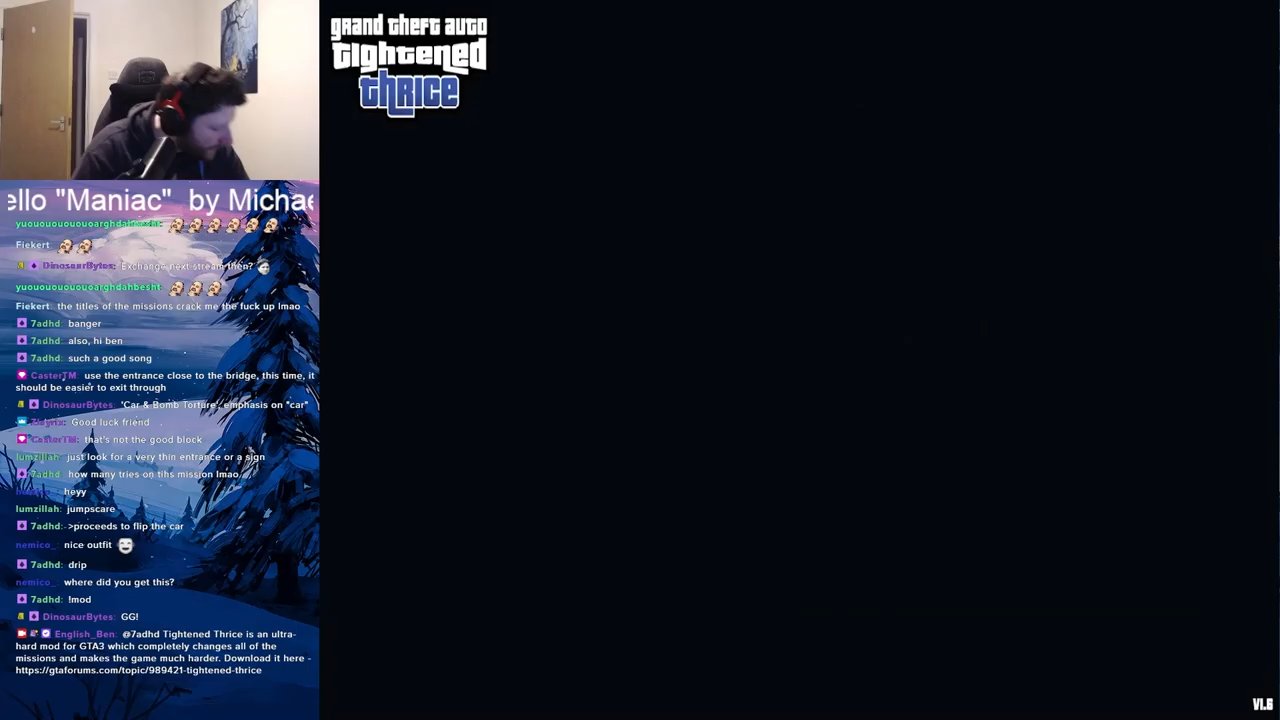 grand theft auto
tightened
thrice
ello "Maniac" by Michae
yuououououououoarghdahbesht:
Fiekert
DinosaurBytes: Exchange next stream then?
yuououououououoarghdahbesht
Fiekert the titles of the missions crack me the fuck up lmao
7adhd: banger
7adhd: also, hi ben
7adhd: such a good song
CasterTM: use the entrance close to the bridge, this time, it
should be easier to exit through
DinosaurBytes: 'Car & Bomb Torture', emphasis on "car"
Good luck friend
CasterTM: that's not the good block
lumzillah: just look for a very thin entrance or a sign
7adhd: how many tries on tihs mission lmao
heyy
lumzillah: jumpscare
7adhd: >proceeds to flip the car
nemico_: nice outfit
7adhd: drip
nemico_: where did you get this?
7adhd: !mod
DinosaurBytes: GG!
English_Ben: @7adhd Tightened Thrice is an ultra-
hard mod for GTA3 which completely changes all of the
missions and makes the game much harder. Download it here -
https://gtaforums.com/topic/989421-tightened-thrice
V1.6